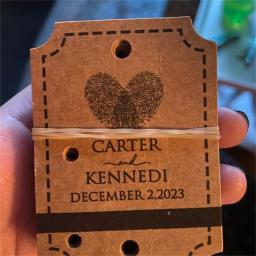 CARTER
and
KENNEDI
DECEMBER 2,2023